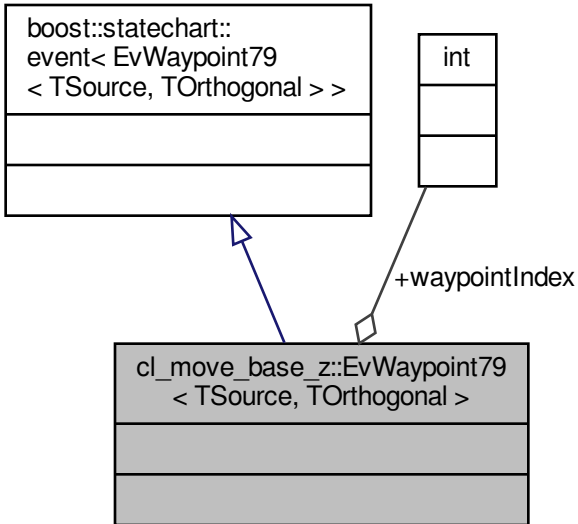 boost::statechart::
event< EvWaypoint79
< TSource, TOrthogonal > >
int
+waypointIndex
cl_move_base_z::EvWaypoint79
< TSource, TOrthogonal >